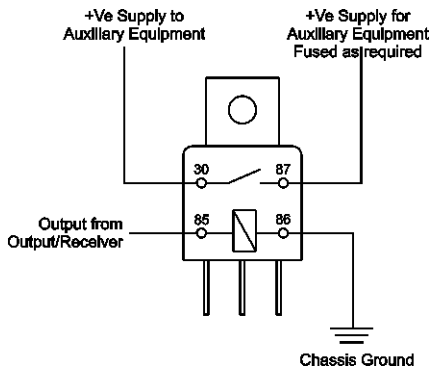 +Ve Supply to
Auxiliary Equipment
+Ve Supply for
Auxiliary Equipment
Fused as required
30
87
Output from
Output/Receiver
85
86
Chassis Ground